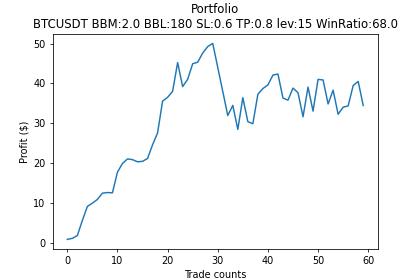 Portfolio
BTCUSDT BBM:2.0 BBL:180 SL:0.6 TP:0.8 lev:15 WinRatio:68.0
50
40
30
20
10
0
Profit ($)
0 10 20 30 40 50 60
Trade counts